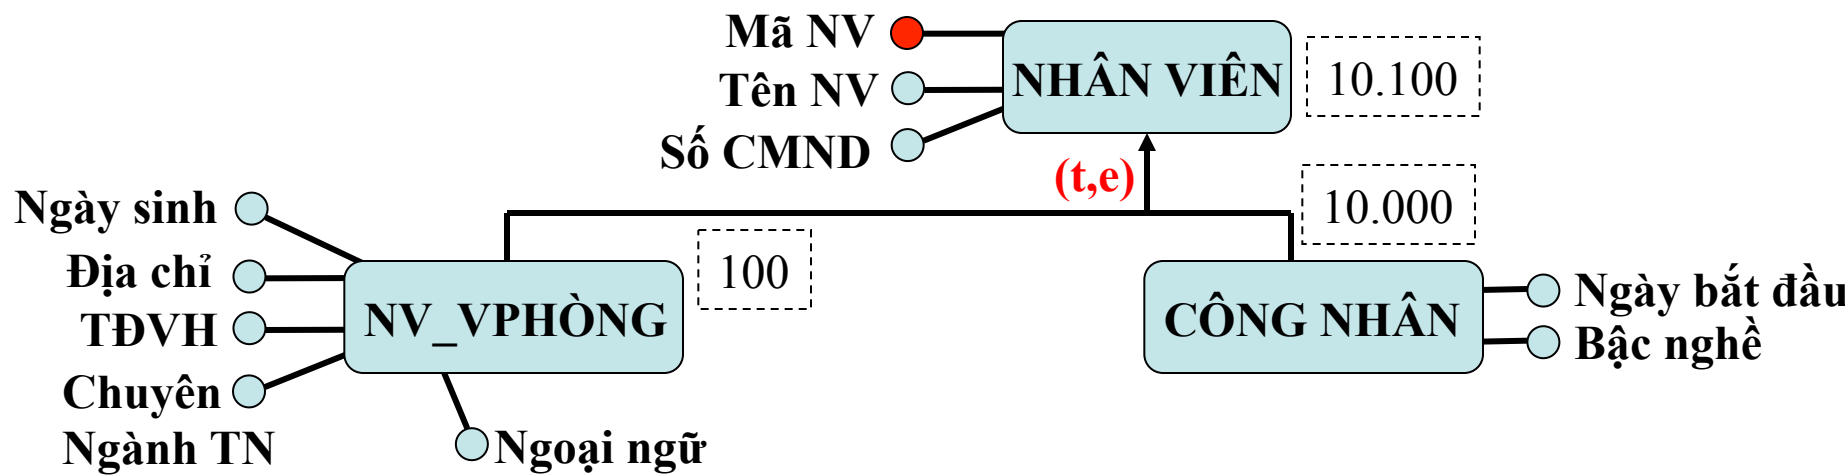 Mã NV
NHÂN VIÊN
10.100
Tên NV
Số CMND
(t,e)
10.000
Ngày sinh
Địa chỉ
100
TĐVH
NV_VPHÒNG
CÔNG NHÂN
Ngày bắt đầu
Bậc nghề
Chuyên
Ngành TN
Ngoại ngữ